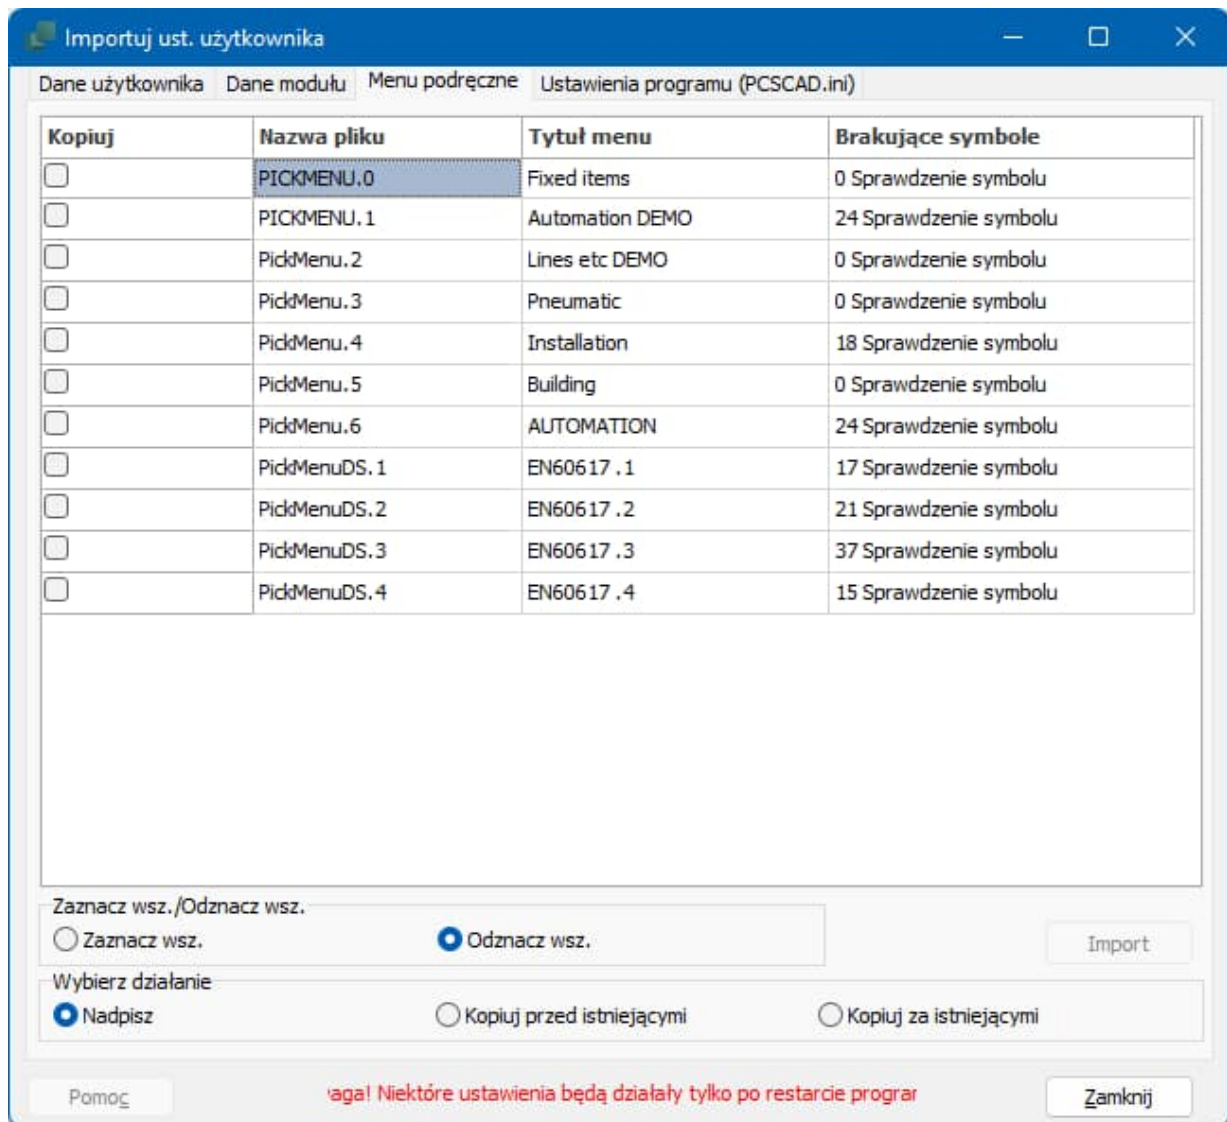 Importuj ust. użytkownika
Dane użytkownika Dane modułu Menu podręczne Ustawienia programu (PCSCAD.ini)
Kopiuj Nazwa pliku Tytuł menu Brakujące symbole
PICKMENU.0 Fixed items 0 Sprawdzenie symbolu
PICKMENU.1 Automation DEMO 24 Sprawdzenie symbolu
PickMenu.2 Lines etc DEMO 0 Sprawdzenie symbolu
PickMenu.3 Pneumatic 0 Sprawdzenie symbolu
PickMenu.4 Installation 18 Sprawdzenie symbolu
PickMenu.5 Building 0 Sprawdzenie symbolu
PickMenu.6 AUTOMATION 24 Sprawdzenie symbolu
PickMenuDS.1 EN60617 .1 17 Sprawdzenie symbolu
PickMenuDS.2 EN60617 .2 21 Sprawdzenie symbolu
PickMenuDS.3 EN60617 .3 37 Sprawdzenie symbolu
PickMenuDS.4 EN60617 .4 15 Sprawdzenie symbolu
Zaznacz wsz./Odznacz wsz.
Zaznacz wsz. Odznacz wsz. Import
Wybierz działanie
Nadpisz Kopiuj przed istniejącymi Kopiuj za istniejącymi
Pomoc aga! Niektóre ustawienia będą działały tylko po restarcie prograr Zamknij